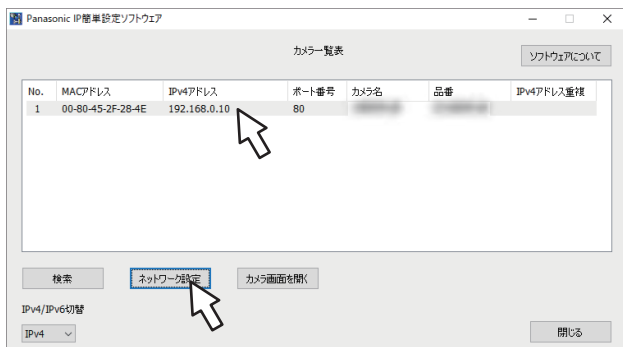 Panasonic IP簡単設定ソフトウェア
カメラ一覧表
ソフトウェアについて
No. MACアドレス IPv4アドレス ポート番号 カメラ名 品番 IPv4アドレス重複
1 00-80-45-2F-28-4E 192.168.0.10 80
検索 ネットワーク設定 カメラ画面を開く
IPv4/IPv6切替
IPv4 閉じる